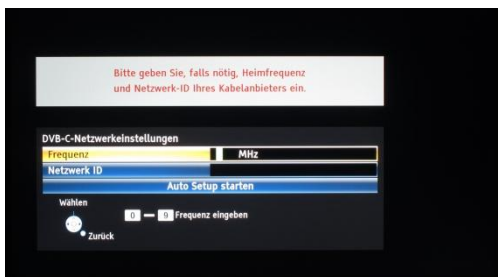 Bitte geben Sie, falls nötig, Heimfrequenz
und Netzwerk-ID Ihres Kabelanbieters ein.
DVB-C-Netzwerkeinstellungen
Frequenz MHz
Netzwerk ID
Auto Setup starten
Wählen
0 — 9 Frequenz eingeben
Zurück